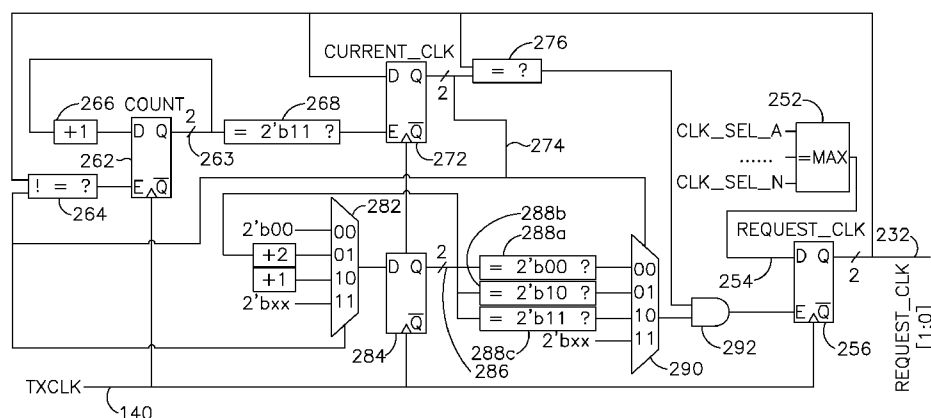 CURRENT_CLK
276
D Q
2
= ?
266
COUNT
2
268
252
+1
D Q
= 2'b11 ?
E Q
CLK_SEL_A
262
263
272
274
......
=MAX
! = ?
E Q
CLK_SEL_N
264
282
288b
288a
REQUEST_CLK
232
2'b00
00
2
+2
01
D Q
= 2'b00 ?
00
254
D Q
2
+1
10
= 2'b10 ?
01
2'bxx
11
= 2'b11 ?
10
E Q
Q
2'bxx
11
292
256
284
286
288c
290
REQUEST_CLK
[1:0]
TXCLK
140